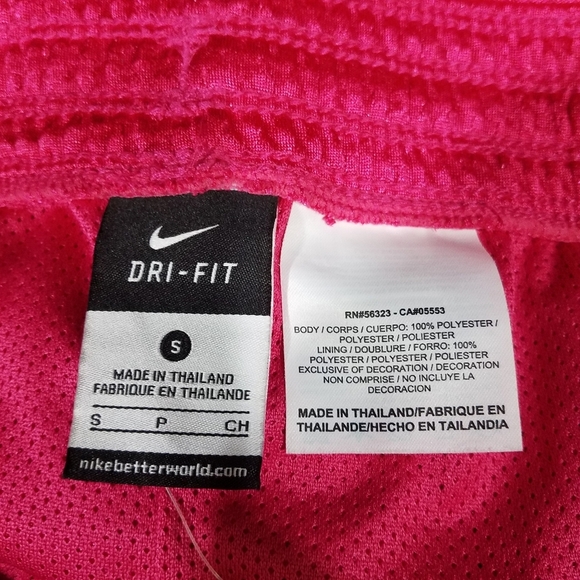 DRI-FIT
S
MADE IN THAILAND
FABRIQUE EN THAILANDE
S P CH
nikebetterworld.com
RN#56323 - CA#05553
BODY / CORPS / CUERPO: 100% POLYESTER /
POLYESTER / POLIESTER
LINING / DOUBLURE / FORRO: 100%
POLYESTER / POLYESTER / POLIESTER
EXCLUSIVE OF DECORATION / DECORATION
NON COMPRISE / NO INCLUYE LA
DECORACION
MADE IN THAILAND/FABRIQUE EN
THAILANDE/HECHO EN TAILANDIA